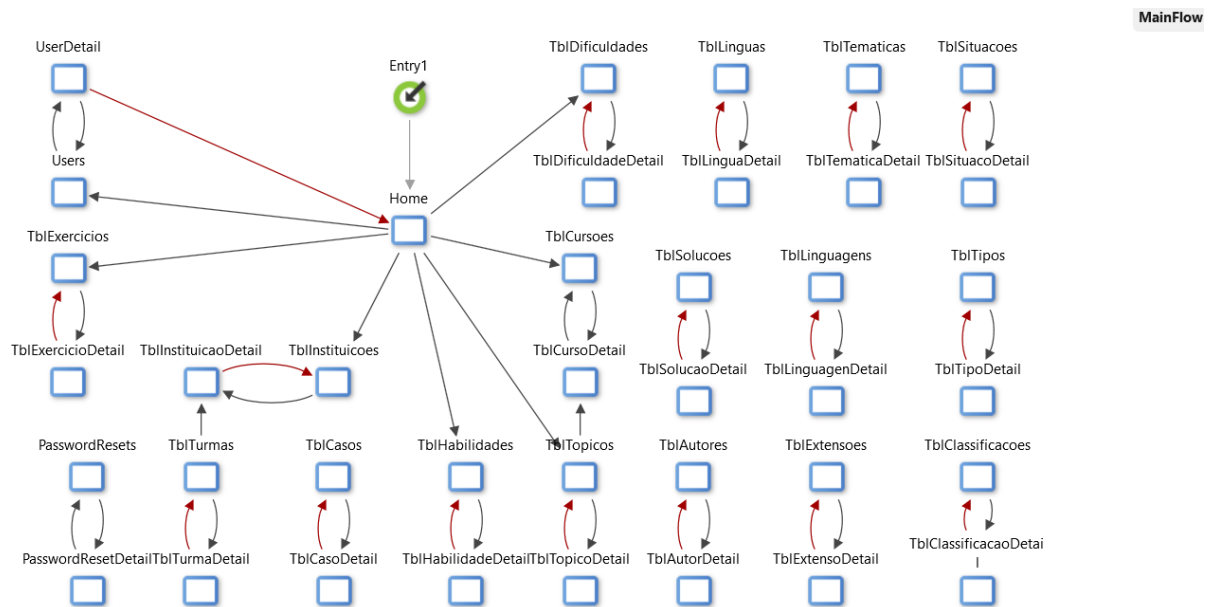 MainFlow
UserDetail
TblDificuldades
TblLinguas
TblTematicas
TblSituacoes
Entry1
Users
TblDificuldadeDetail
TblLinguaDetail
TblTematicaDetail
TblSituacoDetail
Home
TblExercicios
TblCursoes
TblSolucoes
TblLinguagens
TblTipos
TblExercicioDetail
TblInstituicaoDetail
TblInstituicoes
TblCursoDetail
TblSolucaoDetail
TblLinguagenDetail
TblTipoDetail
PasswordResets
TblTurmas
TblCasos
TblHabilidades
TblTopicos
TblAutores
TblExtensoes
TblClassificacoes
PasswordResetDetail
TblTurmaDetail
TblCasoDetail
TblHabilidadeDetail
TblTopicoDetail
TblAutorDetail
TblExtensoDetail
TblClassificacaoDetai
l